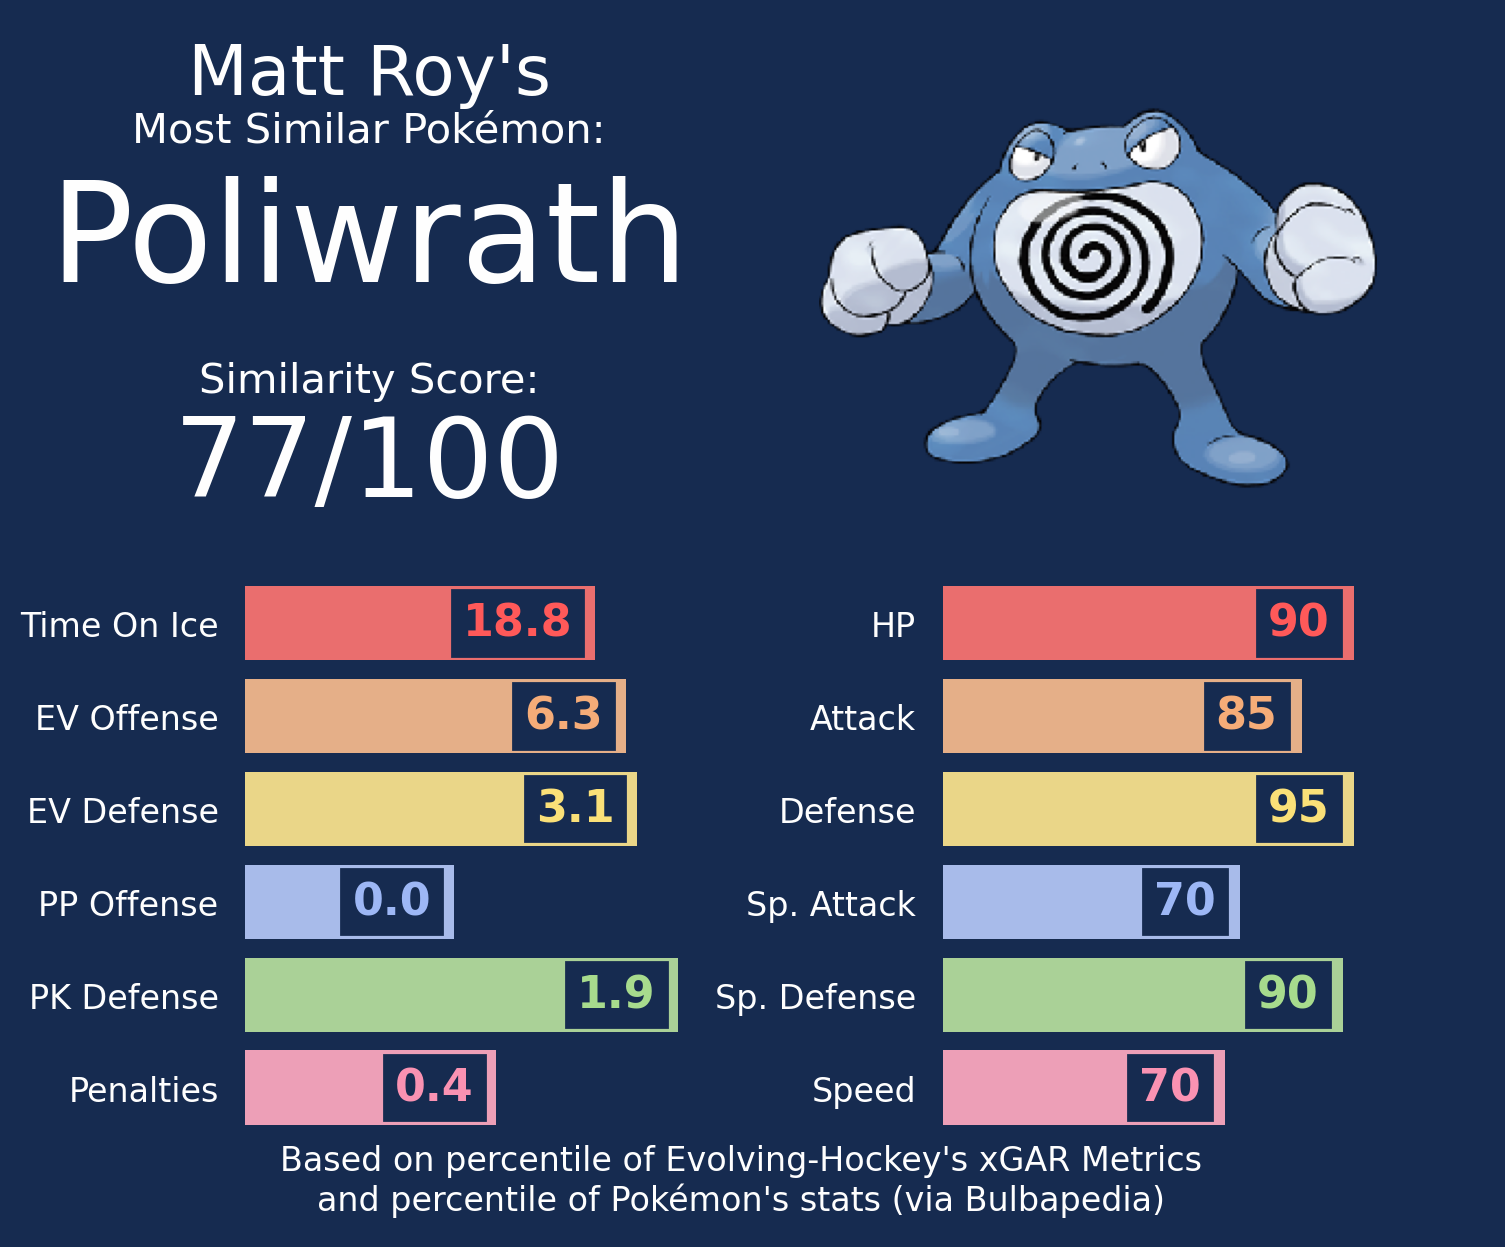 Matt Roy's
Most Similar Pokémon:
Poliwrath
Similarity Score:
77/100
Time On Ice 18.8
EV Offense 6.3
EV Defense 3.1
PP Offense 0.0
PK Defense 1.9
Penalties 0.4
HP 90
Attack 85
Defense 95
Sp. Attack 70
Sp. Defense 90
Speed 70
Based on percentile of Evolving-Hockey's xGAR Metrics
and percentile of Pokémon's stats (via Bulbapedia)